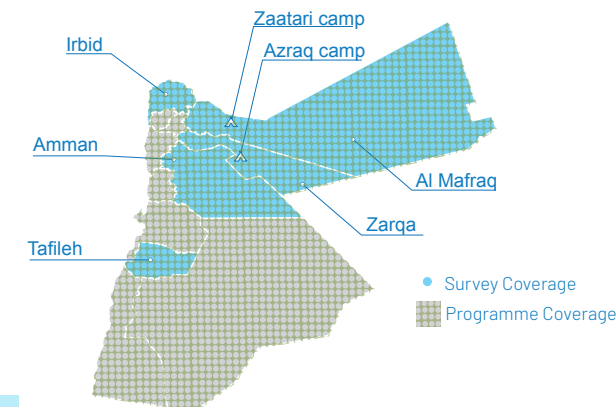 Zaatari camp
Irbid
Azraq camp
Amman
Al Mafraq
Zarqa
Tafileh
Survey Coverage
Programme Coverage